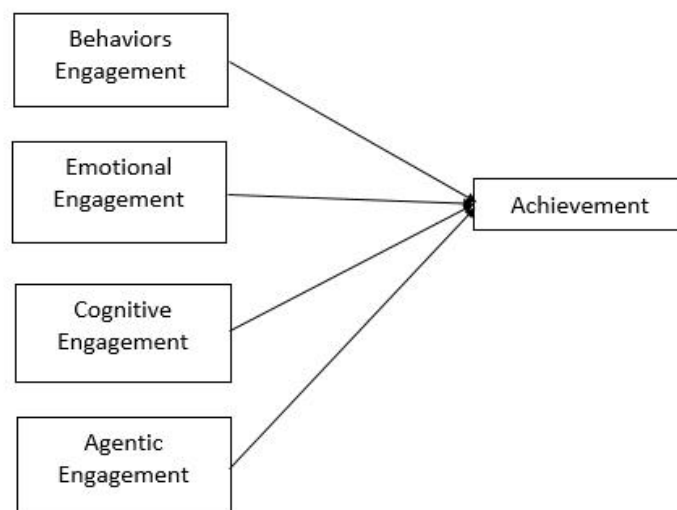 Behaviors
Engagement
Emotional
Engagement
Achievement
Cognitive
Engagement
Agentic
Engagement